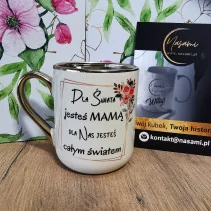 Dla Świata
jesteś MAMĄ
dla Nas jesteś
całym światem
Nasami
Twój kubek, Twoja historia
kontakt@nasami.pl